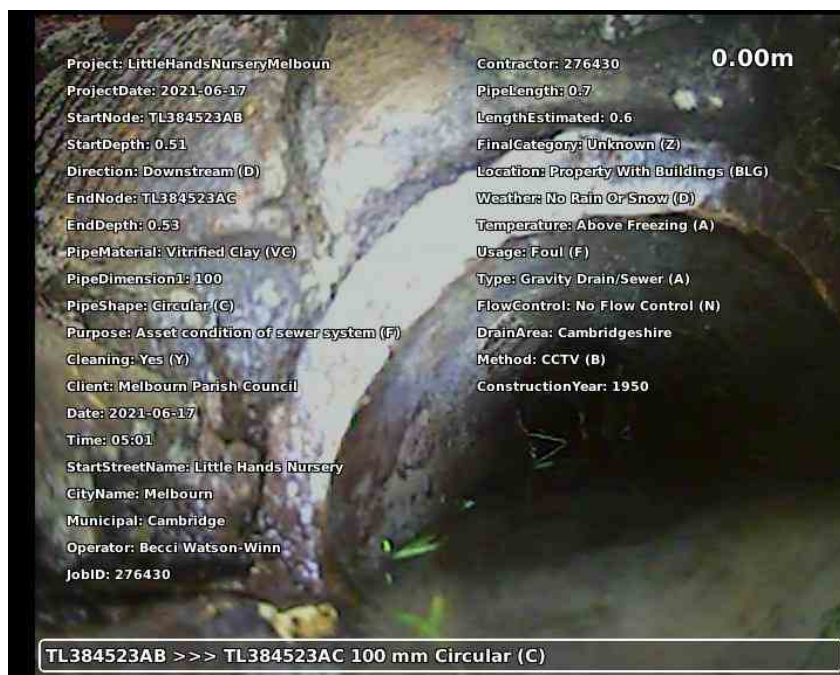 0.00m
Project: LittleHandsNurseryMelboun
ProjectDate: 2021-06-17
StartNode: TL384523AB
StartDepth: 0.51
Direction: Downstream (D)
EndNode: TL384523AC
EndDepth: 0.53
PipeMaterial: Vitrified Clay (VC)
PipeDimension1: 100
PipeShape: Circular (C)
Purpose: Asset condition of sewer system (F)
Cleaning: Yes (Y)
Client: Melbourn Parish Council
Date: 2021-06-17
Time: 05:01
StartStreetName: Little Hands Nursery
CityName: Melbourn
Municipal: Cambridge
Operator: Becci Watson-Winn
JobID: 276430
Contractor: 276430
PipeLength: 0.7
LengthEstimated: 0.6
FinalCategory: Unknown (Z)
Location: Property With Buildings (BLG)
Weather: No Rain Or Snow (D)
Temperature: Above Freezing (A)
Usage: Foul (F)
Type: Gravity Drain/Sewer (A)
FlowControl: No Flow Control (N)
DrainArea: Cambridgeshire
Method: CCTV (B)
ConstructionYear: 1950
TL384523AB >>> TL384523AC 100 mm Circular (C)